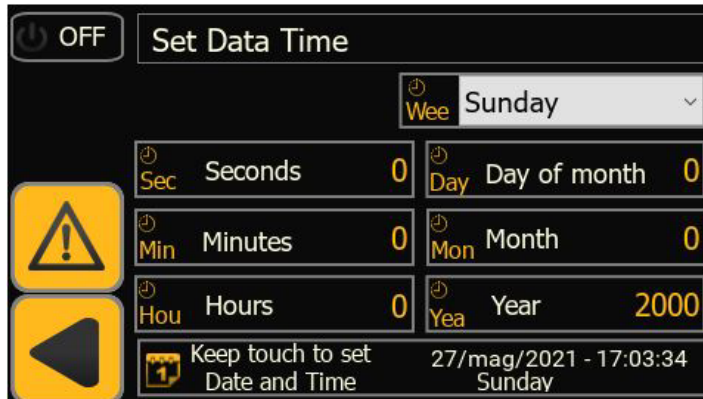 OFF
Set Data Time
Wee Sunday
Sec Seconds 0
Day Day of month 0
Min Minutes 0
Mon Month 0
Hou Hours 0
Yea Year 2000
Keep touch to set
Date and Time
27/mag/2021 - 17:03:34
Sunday